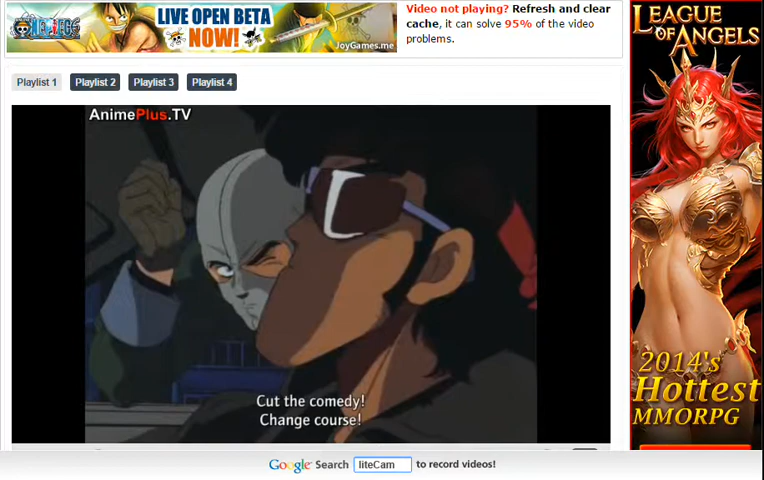 ONE PIECE
LIVE OPEN BETA
NOW!
JoyGames.me
Video not playing? Refresh and clear
cache, it can solve 95% of the video
problems.
LEAGUE
OF ANGELS
Playlist 1 Playlist 2 Playlist 3 Playlist 4
AnimePlus.TV
Cut the comedy!
Change course!
2014's
Hottest
MMORPG
Google Search liteCam to record videos!